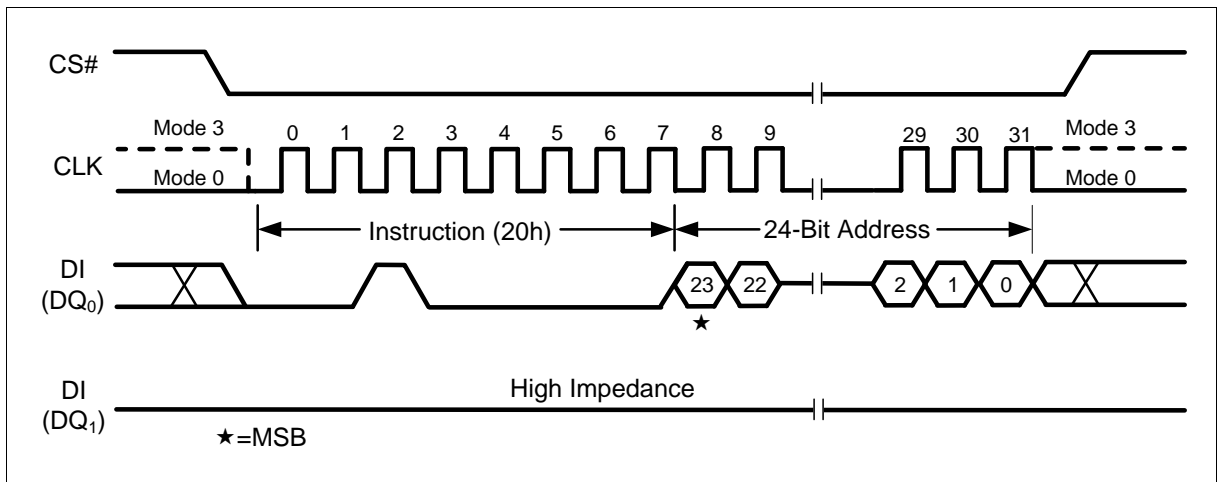 CS#
Mode 3 0 1 2 3 4 5 6 7 8 9 29 30 31 Mode 3
CLK
Mode 0 Mode 0
Instruction (20h) 24-Bit Address
DI
(DQ₀)
23 22 2 1 0
★
DI
(DQ₁)
High Impedance
★=MSB